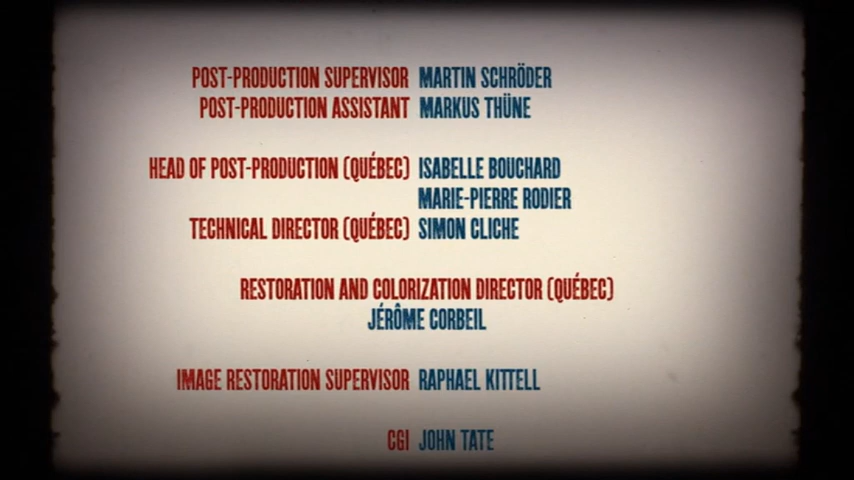 POST-PRODUCTION SUPERVISOR MARTIN SCHRÖDER
POST-PRODUCTION ASSISTANT MARKUS THÜNE
HEAD OF POST-PRODUCTION (QUÉBEC) ISABELLE BOUCHARD
MARIE-PIERRE RODIER
TECHNICAL DIRECTOR (QUÉBEC) SIMON CLICHE
RESTORATION AND COLORIZATION DIRECTOR (QUÉBEC)
JÉRÔME CORBEIL
IMAGE RESTORATION SUPERVISOR RAPHAEL KITTELL
CGI JOHN TATE